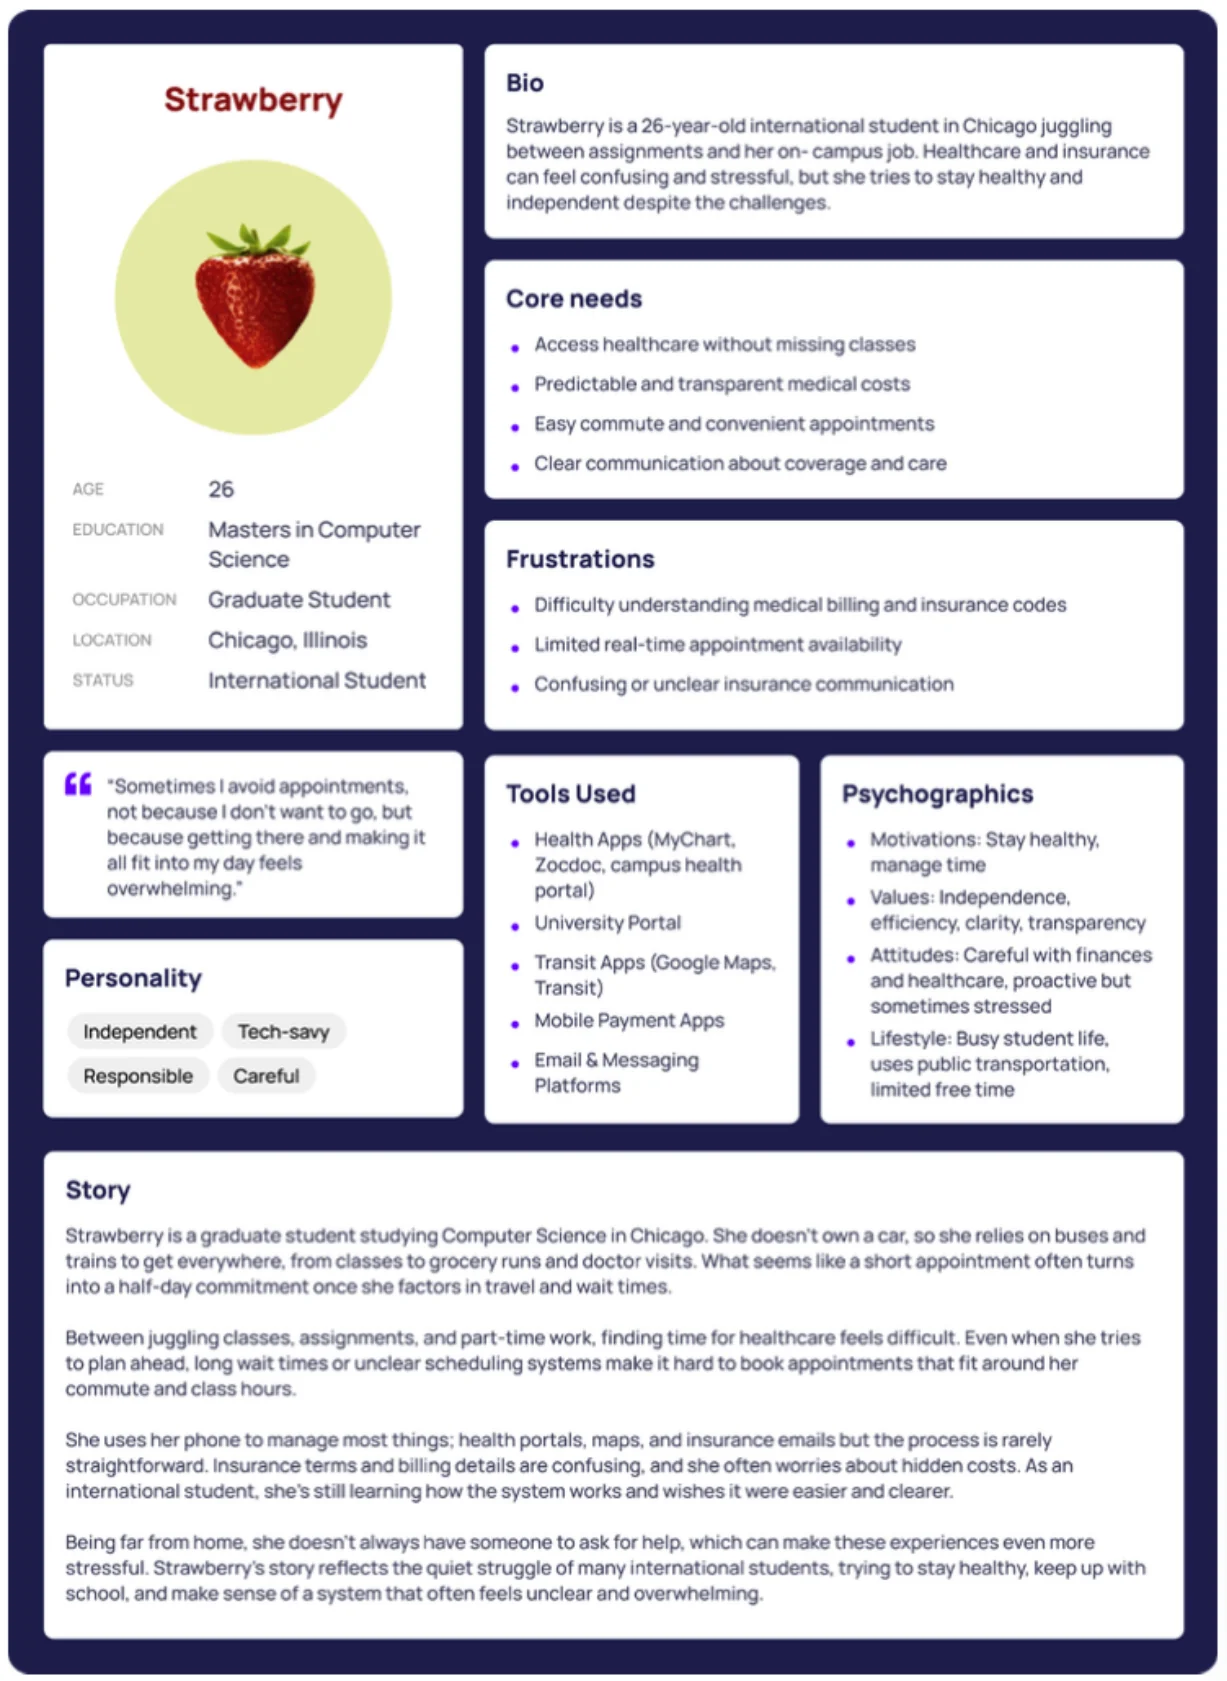 Strawberry
AGE 26
EDUCATION Masters in Computer
Science
OCCUPATION Graduate Student
LOCATION Chicago, Illinois
STATUS International Student
“Sometimes I avoid appointments,
not because I don't want to go, but
because getting there and making it
all fit into my day feels
overwhelming.”
Personality
Independent Tech-savy
Responsible Careful
Bio
Strawberry is a 26-year-old international student in Chicago juggling
between assignments and her on- campus job. Healthcare and insurance
can feel confusing and stressful, but she tries to stay healthy and
independent despite the challenges.
Core needs
• Access healthcare without missing classes
• Predictable and transparent medical costs
• Easy commute and convenient appointments
• Clear communication about coverage and care
Frustrations
• Difficulty understanding medical billing and insurance codes
• Limited real-time appointment availability
• Confusing or unclear insurance communication
Tools Used
• Health Apps (MyChart,
Zocdoc, campus health
portal)
• University Portal
• Transit Apps (Google Maps,
Transit)
• Mobile Payment Apps
• Email & Messaging
Platforms
Psychographics
• Motivations: Stay healthy,
manage time
• Values: Independence,
efficiency, clarity, transparency
• Attitudes: Careful with finances
and healthcare, proactive but
sometimes stressed
• Lifestyle: Busy student life,
uses public transportation,
limited free time
Story
Strawberry is a graduate student studying Computer Science in Chicago. She doesn't own a car, so she relies on buses and
trains to get everywhere, from classes to grocery runs and doctor visits. What seems like a short appointment often turns
into a half-day commitment once she factors in travel and wait times.
Between juggling classes, assignments, and part-time work, finding time for healthcare feels difficult. Even when she tries
to plan ahead, long wait times or unclear scheduling systems make it hard to book appointments that fit around her
commute and class hours.
She uses her phone to manage most things; health portals, maps, and insurance emails but the process is rarely
straightforward. Insurance terms and billing details are confusing, and she often worries about hidden costs. As an
international student, she's still learning how the system works and wishes it were easier and clearer.
Being far from home, she doesn't always have someone to ask for help, which can make these experiences even more
stressful. Strawberry's story reflects the quiet struggle of many international students, trying to stay healthy, keep up with
school, and make sense of a system that often feels unclear and overwhelming.